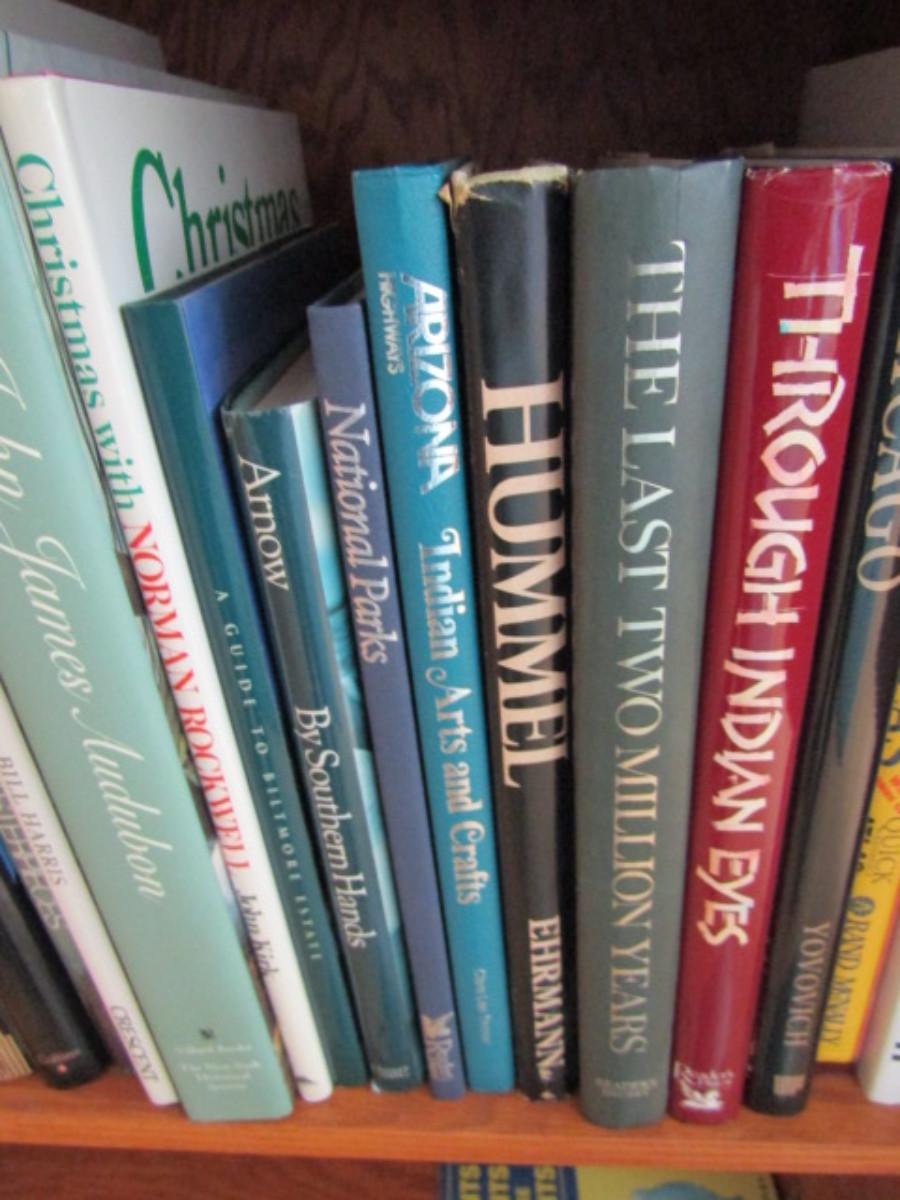 BILL HARRIS
CRESCENT
John James Audubon
Christmas with NORMAN ROCKWELL John Kirk
Christmas
A GUIDE TO BILTMORE ESTATE
Arnow
By Southern Hands
National Parks
ARIZONA
HIGHWAYS
Indian Arts and Crafts
HUMMEL
EHRMANN
THE LAST TWO MILLION YEARS
READER'S
DIGEST
THROUGH INDIAN EYES
Reader's
YOVOVICH
QUICK
RAND MCNALLY